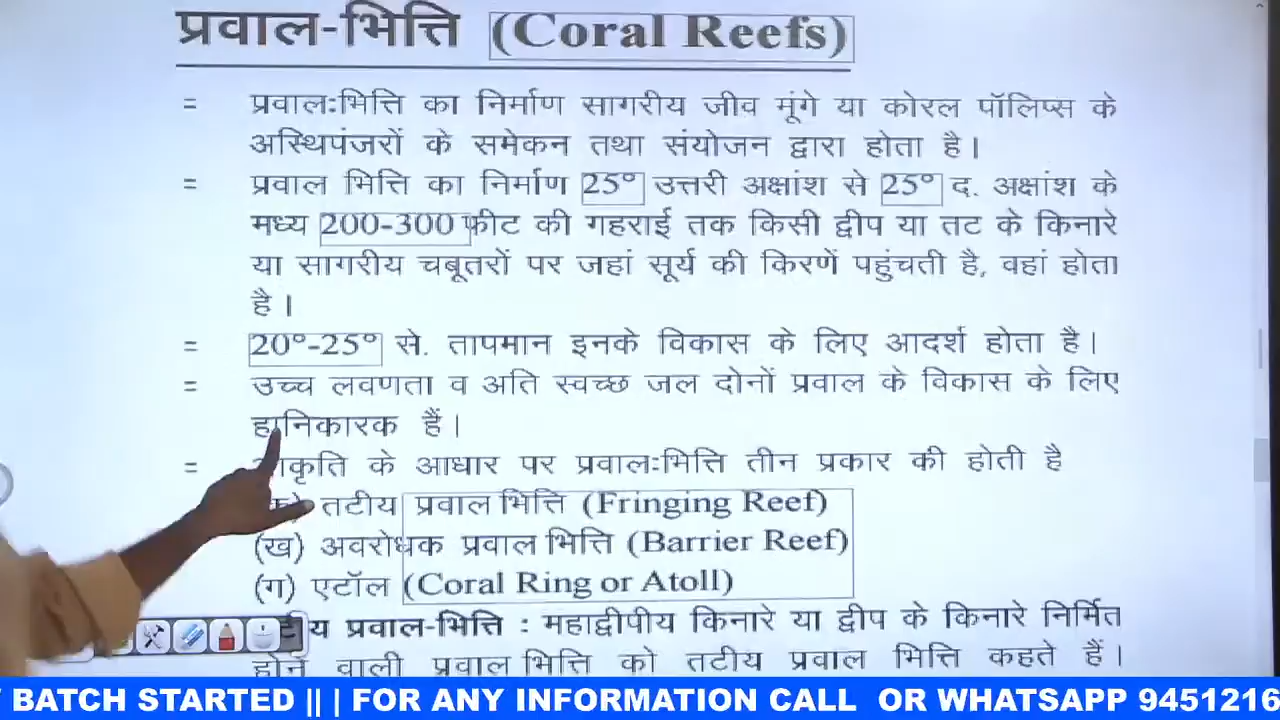 प्रवाल-भित्ति (Coral Reefs)
= प्रवालःभित्ति का निर्माण सागरीय जीव मूंगे या कोरल पॉलिप्स के
अस्थिपंजरों के समेकन तथा संयोजन द्वारा होता है।
= प्रवाल भित्ति का निर्माण 25° उत्तरी अक्षांश से 25° द. अक्षांश के
मध्य 200-300 फीट की गहराई तक किसी द्वीप या तट के किनारे
या सागरीय चबूतरों पर जहां सूर्य की किरणें पहुंचती है, वहां होता
है।
= 20°-25° से. तापमान इनके विकास के लिए आदर्श होता है।
= उच्च लवणता व अति स्वच्छ जल दोनों प्रवाल के विकास के लिए
हानिकारक हैं।
= के आधार पर प्रवालःभित्ति तीन प्रकार की होती है
तटीय प्रवाल भित्ति (Fringing Reef)
(ख) अवरोधक प्रवाल भित्ति (Barrier Reef)
(ग) एटॉल (Coral Ring or Atoll)
प्रवाल-भित्ति : महाद्वीपीय किनारे या द्वीप के किनारे निर्मित
होने वाली प्रवाल भित्ति को तटीय प्रवाल भित्ति कहते हैं।
BATCH STARTED || | FOR ANY INFORMATION CALL OR WHATSAPP 9451216